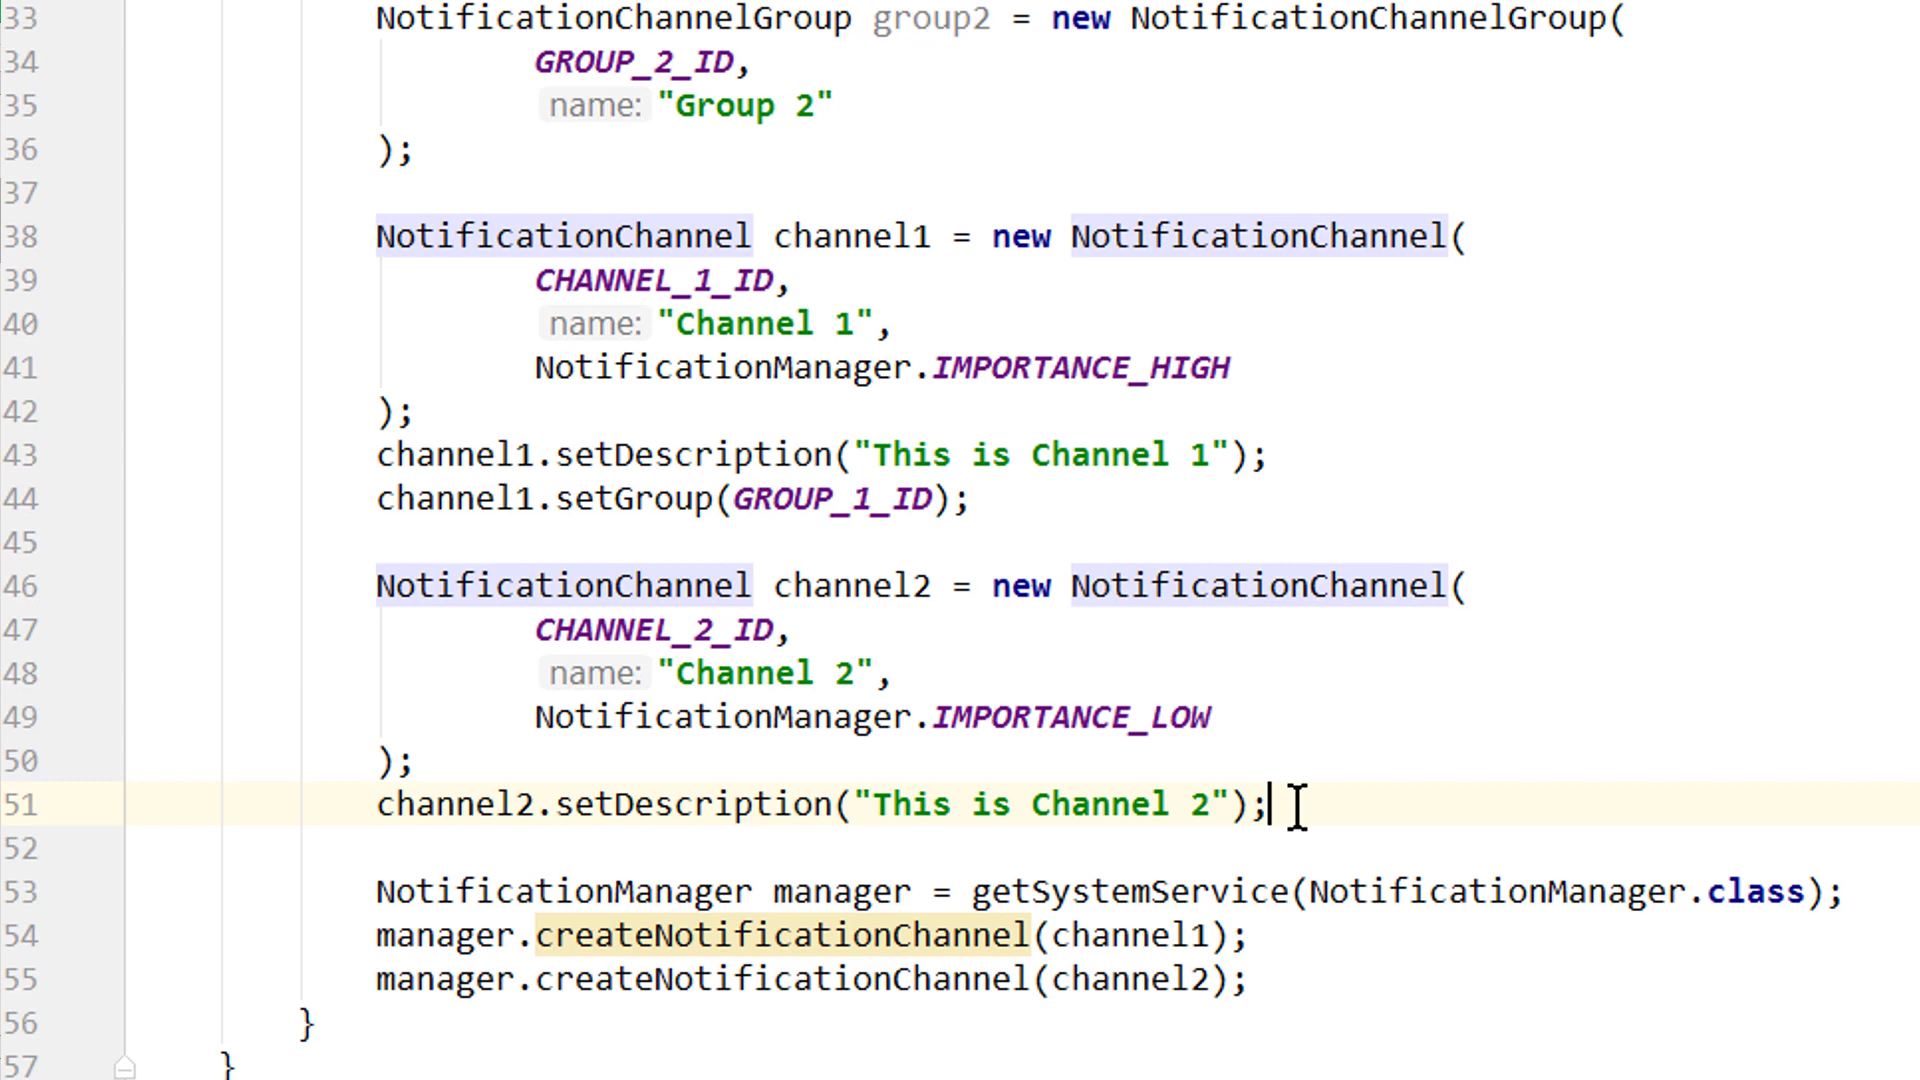 33 NotificationChannelGroup group2 = new NotificationChannelGroup(
34 GROUP_2_ID,
35 name: "Group 2"
36 );
37
38 NotificationChannel channel1 = new NotificationChannel(
39 CHANNEL_1_ID,
40 name: "Channel 1",
41 NotificationManager.IMPORTANCE_HIGH
42 );
43 channel1.setDescription("This is Channel 1");
44 channel1.setGroup(GROUP_1_ID);
45
46 NotificationChannel channel2 = new NotificationChannel(
47 CHANNEL_2_ID,
48 name: "Channel 2",
49 NotificationManager.IMPORTANCE_LOW
50 );
51 channel2.setDescription("This is Channel 2");
52
53 NotificationManager manager = getSystemService(NotificationManager.class);
54 manager.createNotificationChannel(channel1);
55 manager.createNotificationChannel(channel2);
56 }
57 }